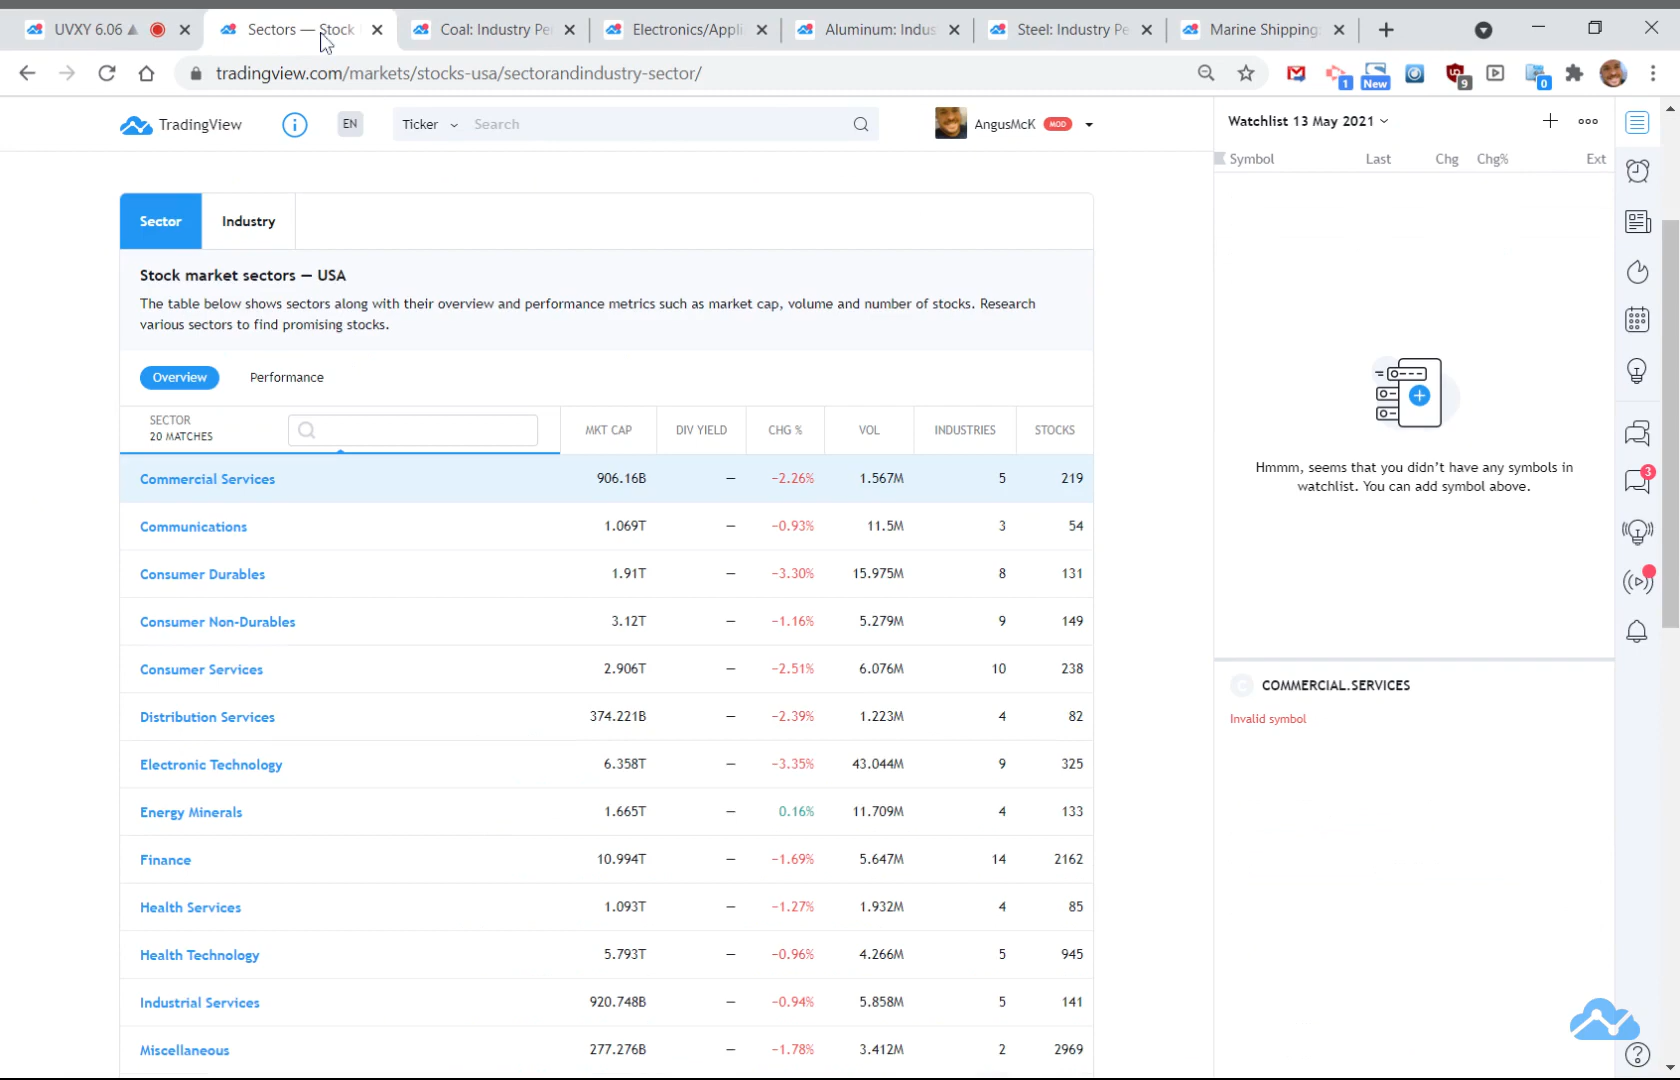 UVXY 6.06
Sectors — Stock
Coal: Industry Pe
Electronics/Appli
Aluminum: Indus
Steel: Industry Pe
Marine Shipping:
tradingview.com/markets/stocks-usa/sectorandindustry-sector/
1
New
9
0
TradingView
EN
Ticker
Search
AngusMcK
MOD
Watchlist 13 May 2021
Symbol Last Chg Chg% Ext
Sector
Industry
Stock market sectors — USA
The table below shows sectors along with their overview and performance metrics such as market cap, volume and number of stocks. Research
various sectors to find promising stocks.
Overview
Performance
SECTOR
20 MATCHES
MKT CAP DIV YIELD CHG % VOL INDUSTRIES STOCKS
Commercial Services 906.16B — −2.26% 1.567M 5 219
Communications 1.069T — −0.93% 11.5M 3 54
Consumer Durables 1.91T — −3.30% 15.975M 8 131
Consumer Non-Durables 3.12T — −1.16% 5.279M 9 149
Consumer Services 2.906T — −2.51% 6.076M 10 238
Distribution Services 374.221B — −2.39% 1.223M 4 82
Electronic Technology 6.358T — −3.35% 43.044M 9 325
Energy Minerals 1.665T — 0.16% 11.709M 4 133
Finance 10.994T — −1.69% 5.647M 14 2162
Health Services 1.093T — −1.27% 1.932M 4 85
Health Technology 5.793T — −0.96% 4.266M 5 945
Industrial Services 920.748B — −0.94% 5.858M 5 141
Miscellaneous 277.276B — −1.78% 3.412M 2 2969
Hmmm, seems that you didn't have any symbols in
watchlist. You can add symbol above.
C
COMMERCIAL.SERVICES
Invalid symbol
3